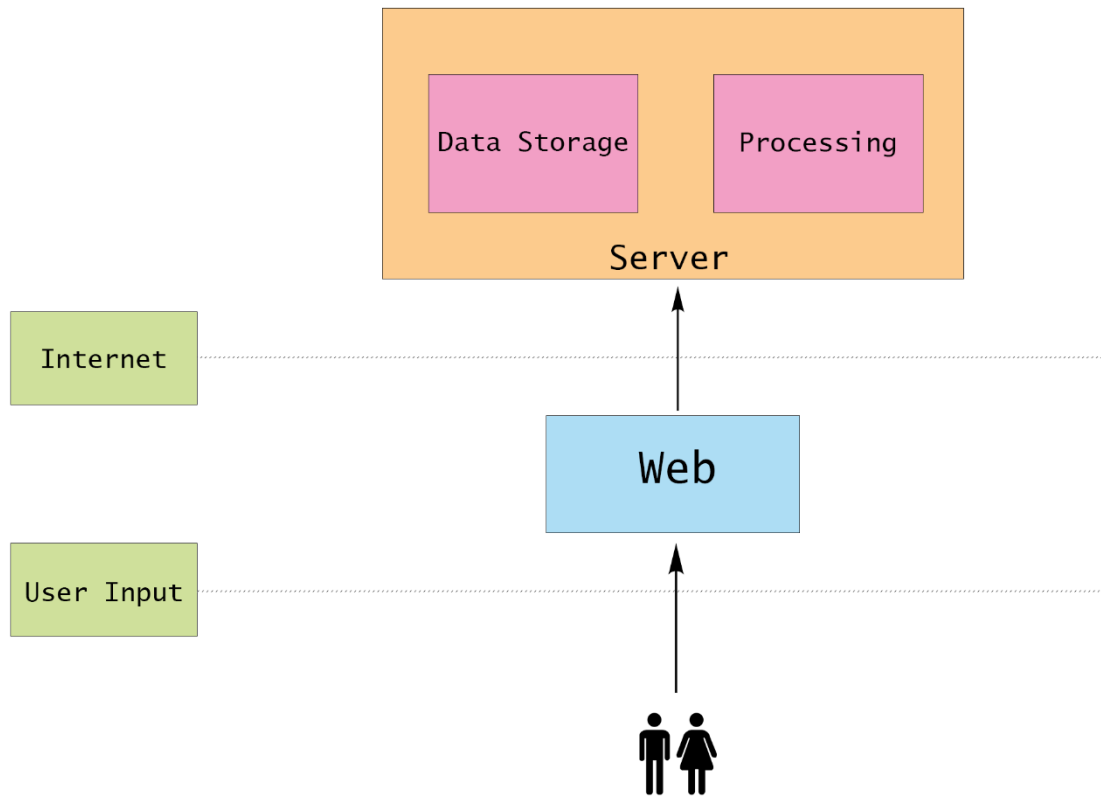 Data Storage
Processing
Server
Internet
Web
User Input